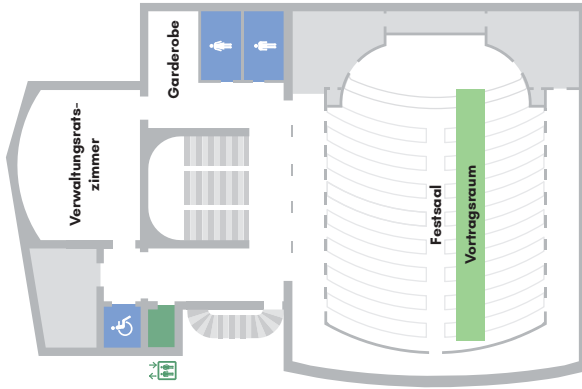 Garderobe
Verwaltungsrats-
zimmer
Festsaal
Vortragsraum